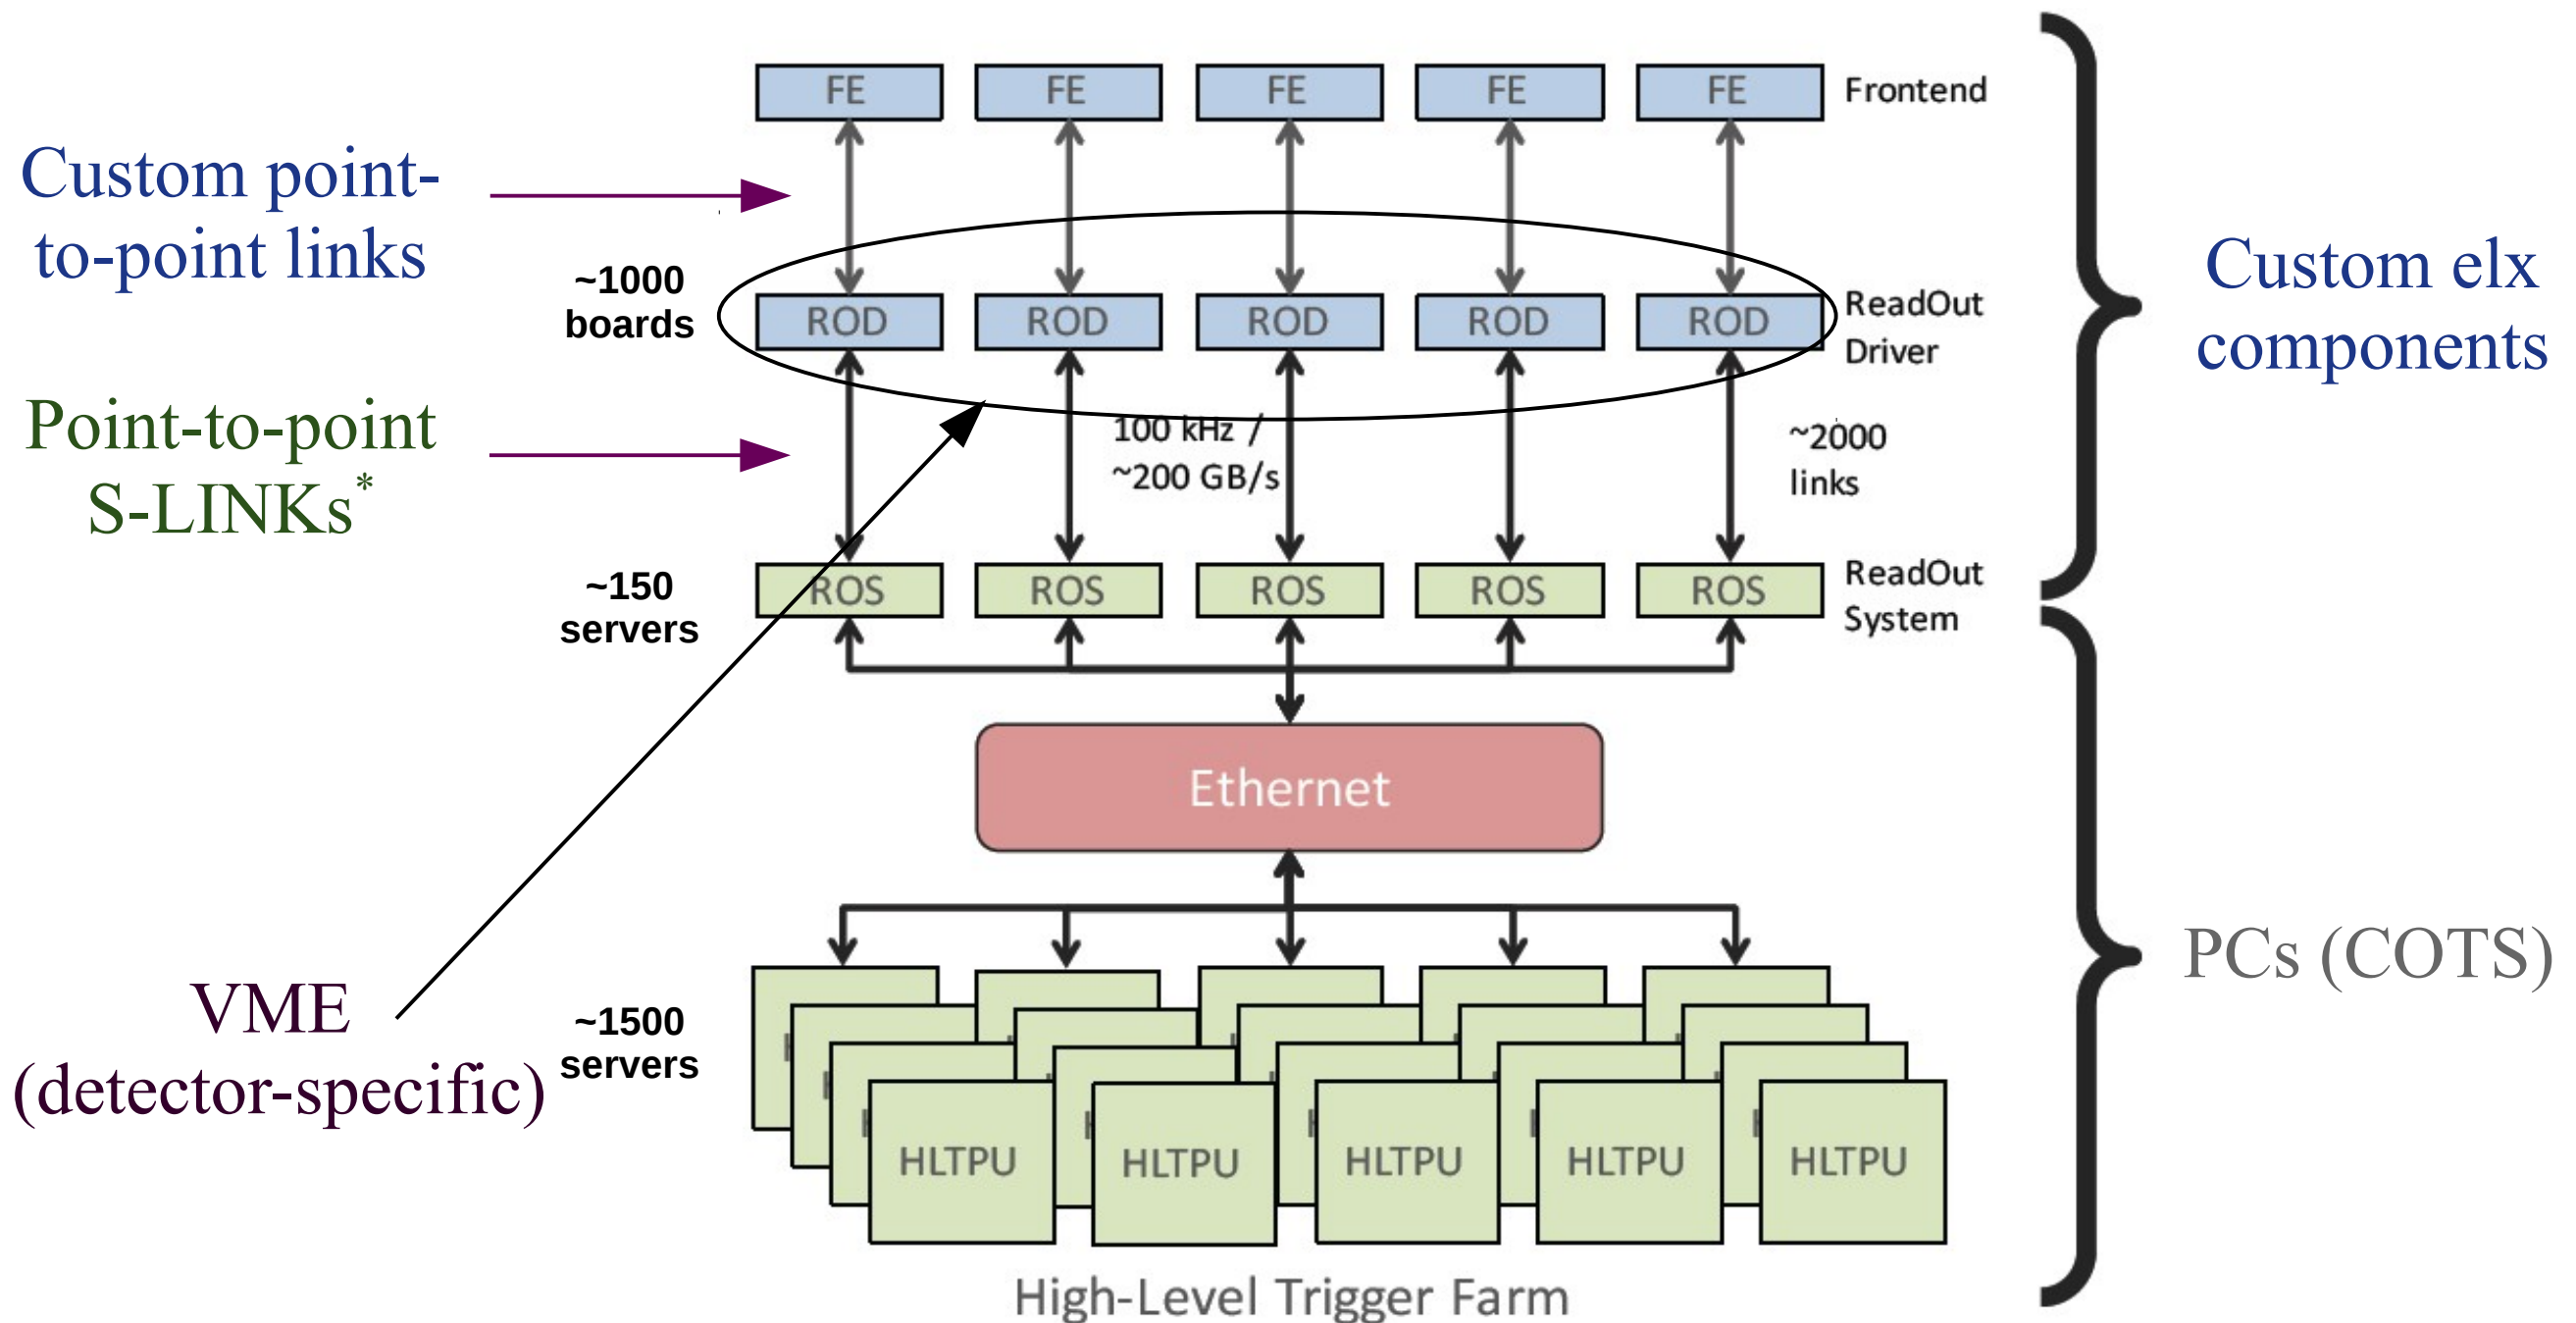 FE FE FE FE FE Frontend
Custom point-
to-point links
~1000
boards
ROD ROD ROD ROD ROD
ReadOut
Driver
Custom elx
components
Point-to-point
S-LINKs*
100 kHz /
~200 GB/s
~2000
links
~150
servers
ROS ROS ROS ROS ROS
ReadOut
System
Ethernet
PCs (COTS)
VME
(detector-specific)
~1500
servers
HLTPU HLTPU HLTPU HLTPU HLTPU
High-Level Trigger Farm